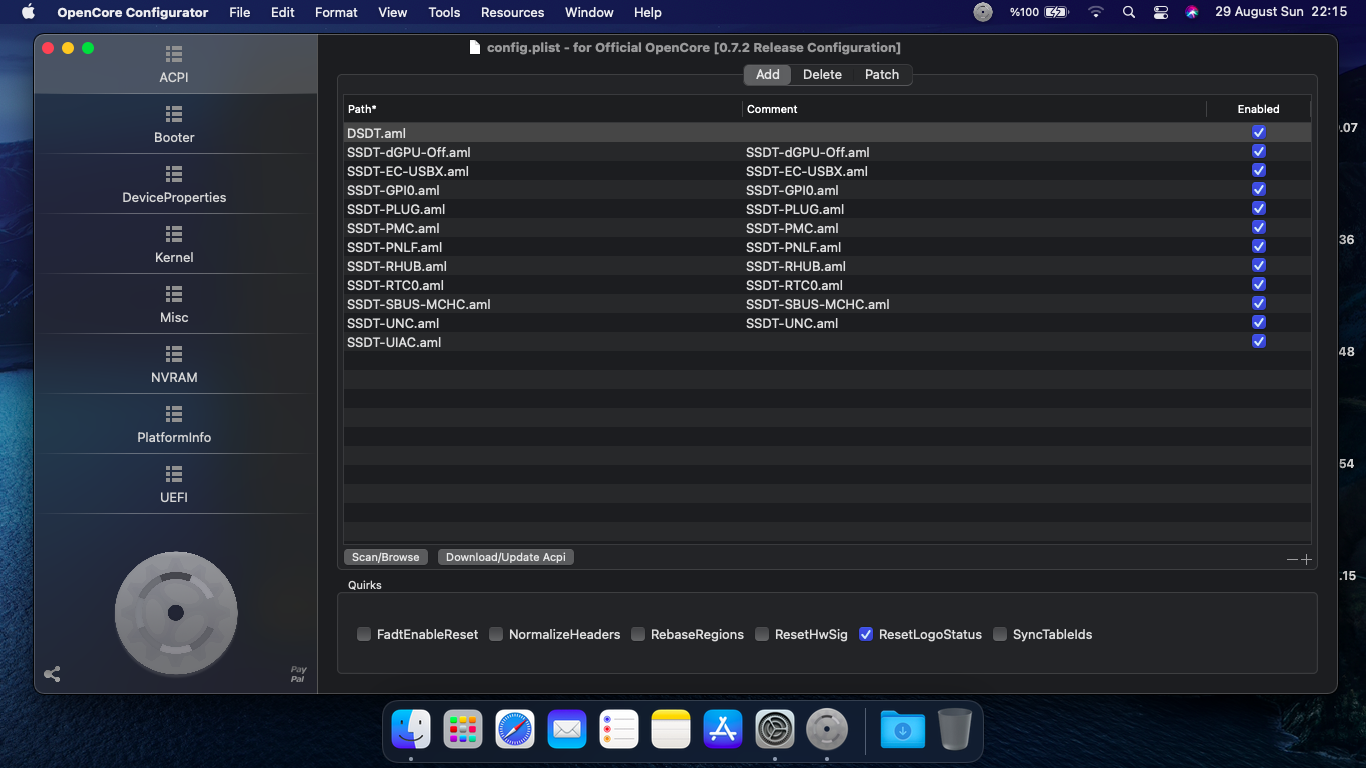 OpenCore Configurator File Edit Format View Tools Resources Window Help %100 29 August Sun 22:15
config.plist - for Official OpenCore [0.7.2 Release Configuration]
ACPI
Booter
DeviceProperties
Kernel
Misc
NVRAM
PlatformInfo
UEFI
Pay
Pal
Add Delete Patch
Path* Comment Enabled
DSDT.aml
SSDT-dGPU-Off.aml SSDT-dGPU-Off.aml
SSDT-EC-USBX.aml SSDT-EC-USBX.aml
SSDT-GPI0.aml SSDT-GPI0.aml
SSDT-PLUG.aml SSDT-PLUG.aml
SSDT-PMC.aml SSDT-PMC.aml
SSDT-PNLF.aml SSDT-PNLF.aml
SSDT-RHUB.aml SSDT-RHUB.aml
SSDT-RTC0.aml SSDT-RTC0.aml
SSDT-SBUS-MCHC.aml SSDT-SBUS-MCHC.aml
SSDT-UNC.aml SSDT-UNC.aml
SSDT-UIAC.aml
Scan/Browse Download/Update Acpi
Quirks
FadtEnableReset NormalizeHeaders RebaseRegions ResetHwSig ResetLogoStatus SyncTableIds
.07
36
48
54
.15